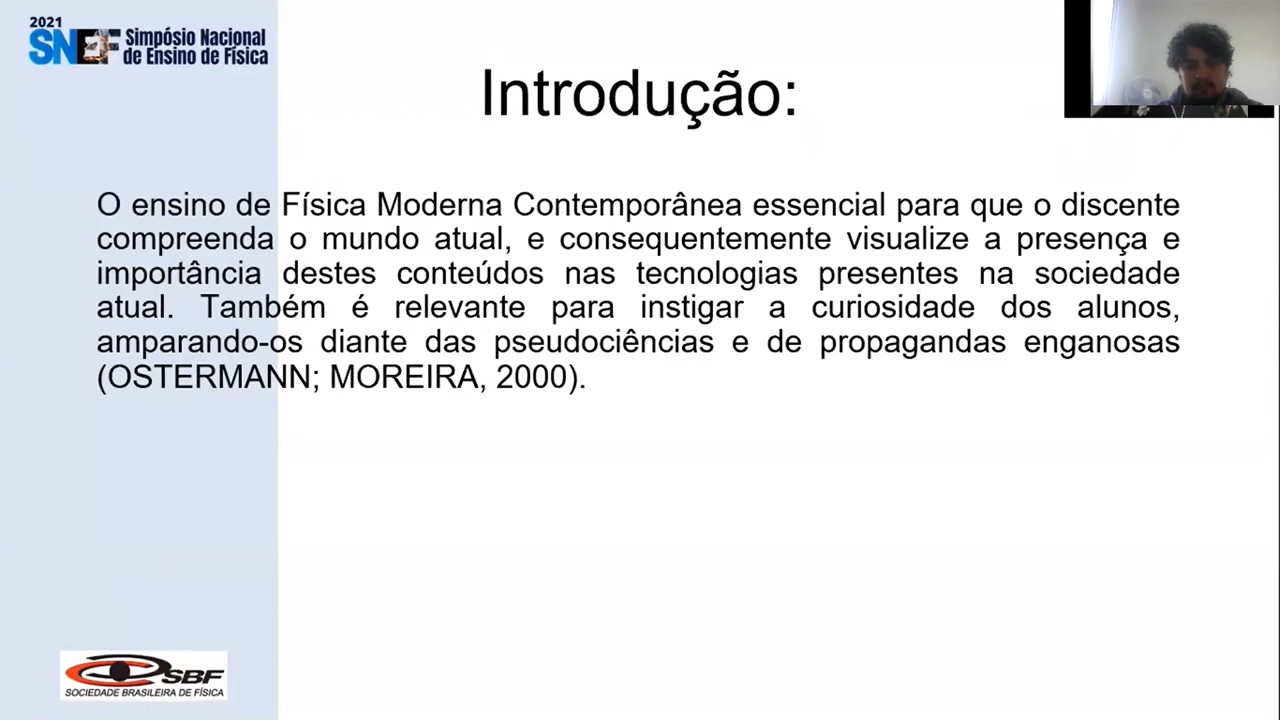 2021
SNEF Simpósio Nacional
de Ensino de Física
Introdução:
O ensino de Física Moderna Contemporânea essencial para que o discente
compreenda o mundo atual, e consequentemente visualize a presença e
importância destes conteúdos nas tecnologias presentes na sociedade
atual. Também é relevante para instigar a curiosidade dos alunos,
amparando-os diante das pseudociências e de propagandas enganosas
(OSTERMANN; MOREIRA, 2000).
SBF
SOCIEDADE BRASILEIRA DE FÍSICA